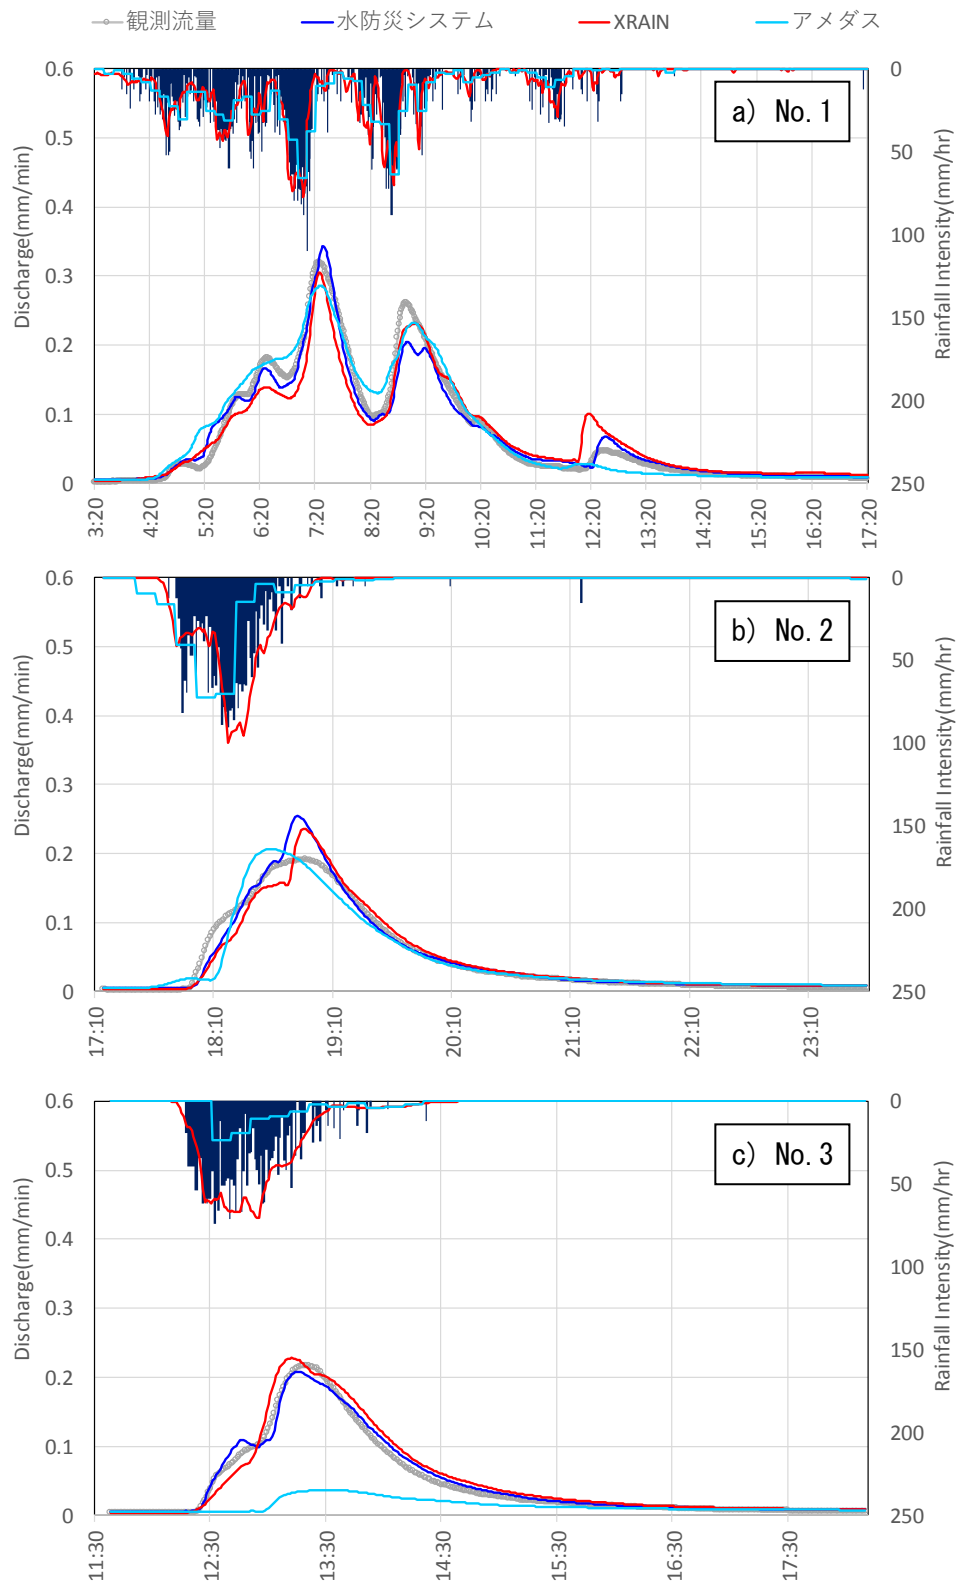 観測流量 水防災システム XRAIN アメダス
0.6 0.5 0.4 0.3 0.2 0.1 0
Discharge(mm/min)
a) No.1
0 50 100 150 200 250
Rainfall Intensity(mm/hr)
3:20 4:20 5:20 6:20 7:20 8:20 9:20 10:20 11:20 12:20 13:20 14:20 15:20 16:20 17:20
0.6 0.5 0.4 0.3 0.2 0.1 0
Discharge(mm/min)
b) No.2
0 50 100 150 200 250
Rainfall Intensity(mm/hr)
17:10 18:10 19:10 20:10 21:10 22:10 23:10
0.6 0.5 0.4 0.3 0.2 0.1 0
Discharge(mm/min)
c) No.3
0 50 100 150 200 250
Rainfall Intensity(mm/hr)
11:30 12:30 13:30 14:30 15:30 16:30 17:30